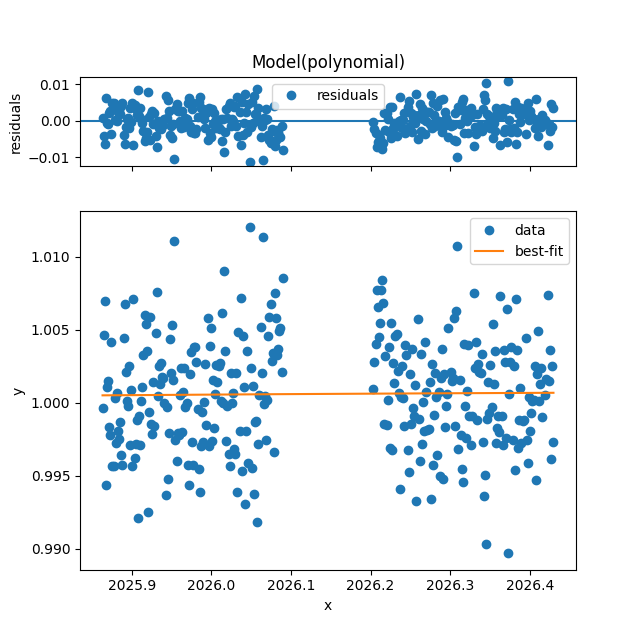 Model(polynomial)
0.01
0.00
−0.01
residuals
residuals
1.010
1.005
1.000
0.995
0.990
y
data
best-fit
2025.9 2026.0 2026.1 2026.2 2026.3 2026.4
x